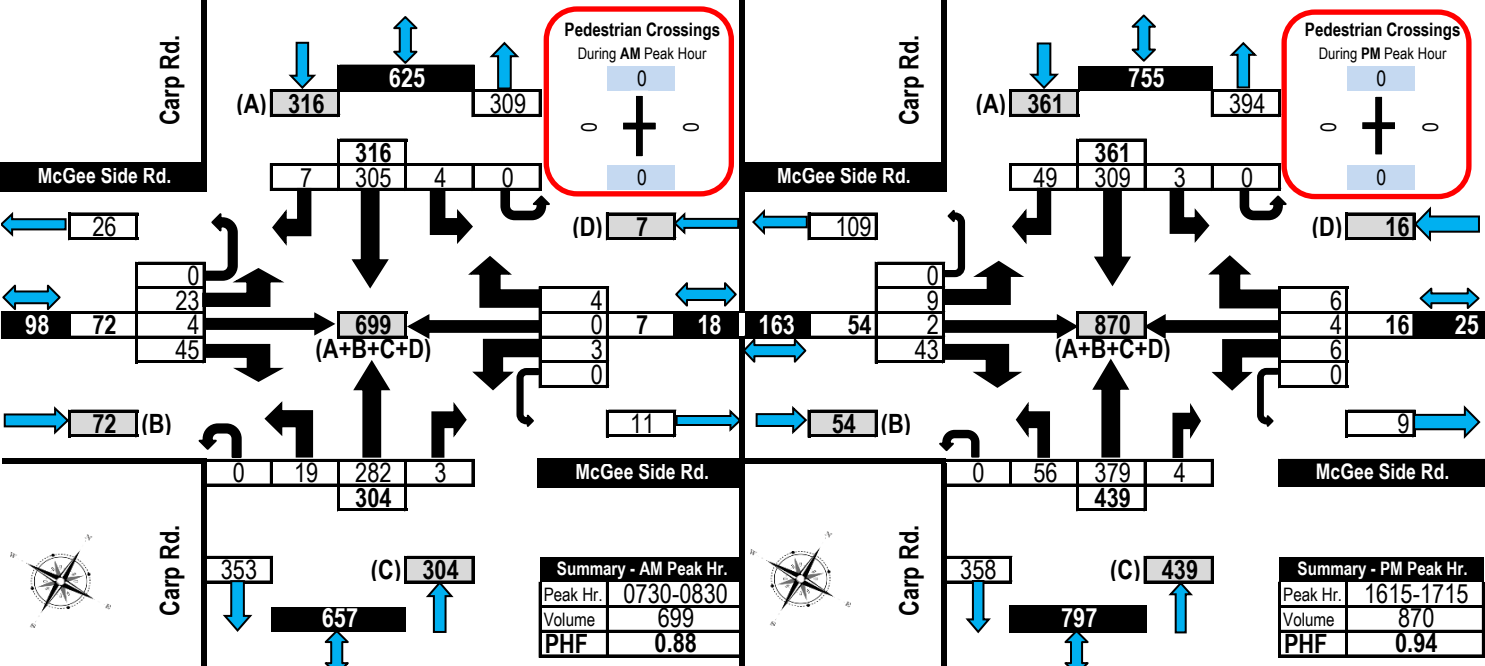 Carp Rd.
625
(A) 316
309
316
7 305 4 0
Pedestrian Crossings
During AM Peak Hour
0
0 0
0
McGee Side Rd.
26
(D) 7
0
23
98 72 4
45
699
(A+B+C+D)
4
0 7 18
3
0
72 (B)
11
0 19 282 3
304
McGee Side Rd.
Carp Rd.
353
(C) 304
657
Summary - AM Peak Hr.
Peak Hr. 0730-0830
Volume 699
PHF 0.88
Carp Rd.
755
(A) 361
394
361
49 309 3 0
Pedestrian Crossings
During PM Peak Hour
0
0 0
0
McGee Side Rd.
109
(D) 16
0
9
163 54 2
43
870
(A+B+C+D)
6
4 16 25
6
0
54 (B)
9
0 56 379 4
439
McGee Side Rd.
Carp Rd.
358
(C) 439
797
Summary - PM Peak Hr.
Peak Hr. 1615-1715
Volume 870
PHF 0.94